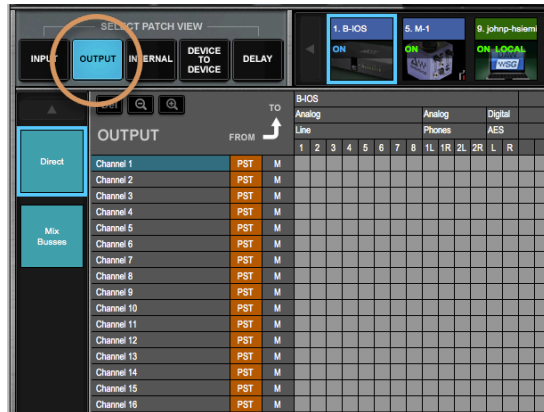 SELECT PATCH VIEW
INPUT
OUTPUT
INTERNAL
DEVICE TO DEVICE
DELAY
1. B-IOS
ON
5. M-1
ON
9. johnp-hsiemi
ON LOCAL
WSG
OUTPUT
FROM
TO
B-IOS
Analog
Analog
Digital
Line
Phones
AES
1 2 3 4 5 6 7 8 1L 1R 2L 2R L R
Direct
Mix
Busses
Channel 1 PST M
Channel 2 PST M
Channel 3 PST M
Channel 4 PST M
Channel 5 PST M
Channel 6 PST M
Channel 7 PST M
Channel 8 PST M
Channel 9 PST M
Channel 10 PST M
Channel 11 PST M
Channel 12 PST M
Channel 13 PST M
Channel 14 PST M
Channel 15 PST M
Channel 16 PST M